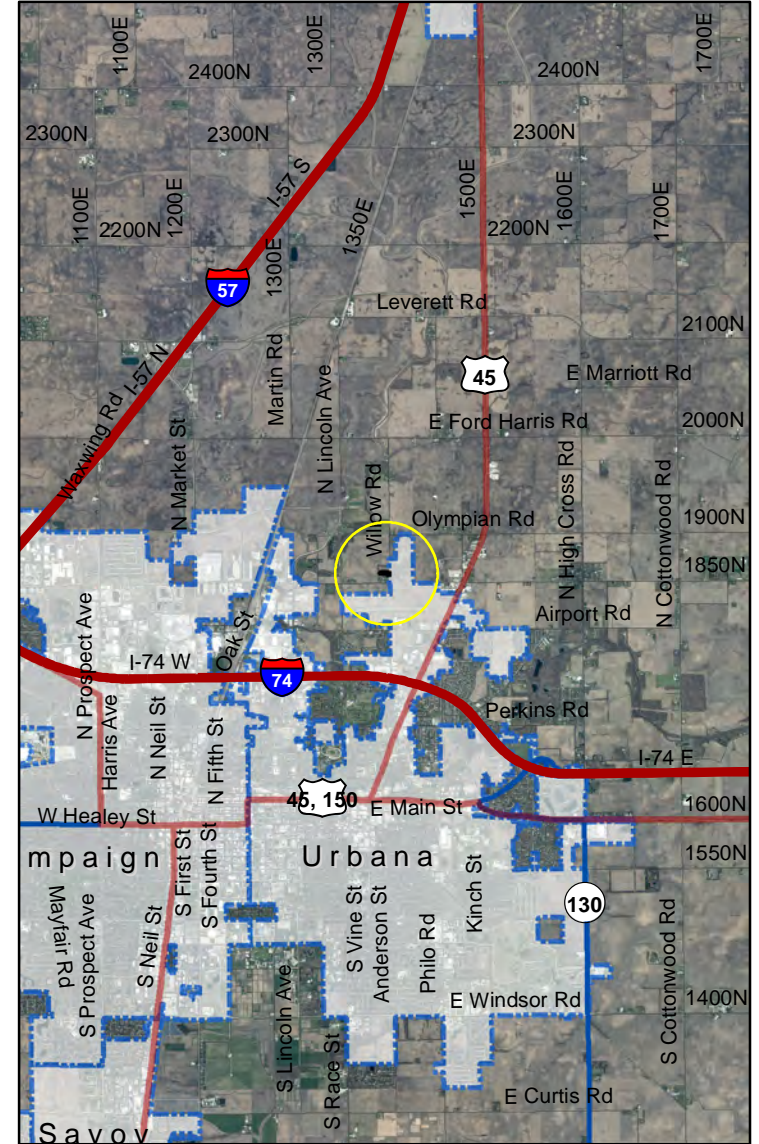 1100E
1300E
1700E
2400N
2400N
2300N
2300N
2300N
I-57 S
1500E
1600E
1100E
1200E
1350E
1700E
2200N
2200N
1300E
57
Leverett Rd
2100N
Martin Rd
45
E Marriott Rd
I-57 N
N Lincoln Ave
E Ford Harris Rd
2000N
Waxwing Rd
N Market St
N High Cross Rd
N Cottonwood Rd
Willow Rd
Olympian Rd
1900N
1850N
Airport Rd
N Prospect Ave
Oak St
I-74 W
74
Harris Ave
N Neil St
N Fifth St
Perkins Rd
I-74 E
45, 150
E Main St
1600N
W Healey St
mpaign
Urbana
1550N
S First St
S Fourth St
Kinch St
130
Mayfair Rd
S Prospect Ave
S Neil St
S Vine St
Anderson St
Philo Rd
S Cottonwood Rd
E Windsor Rd
1400N
S Lincoln Ave
S Race St
E Curtis Rd
Savoy